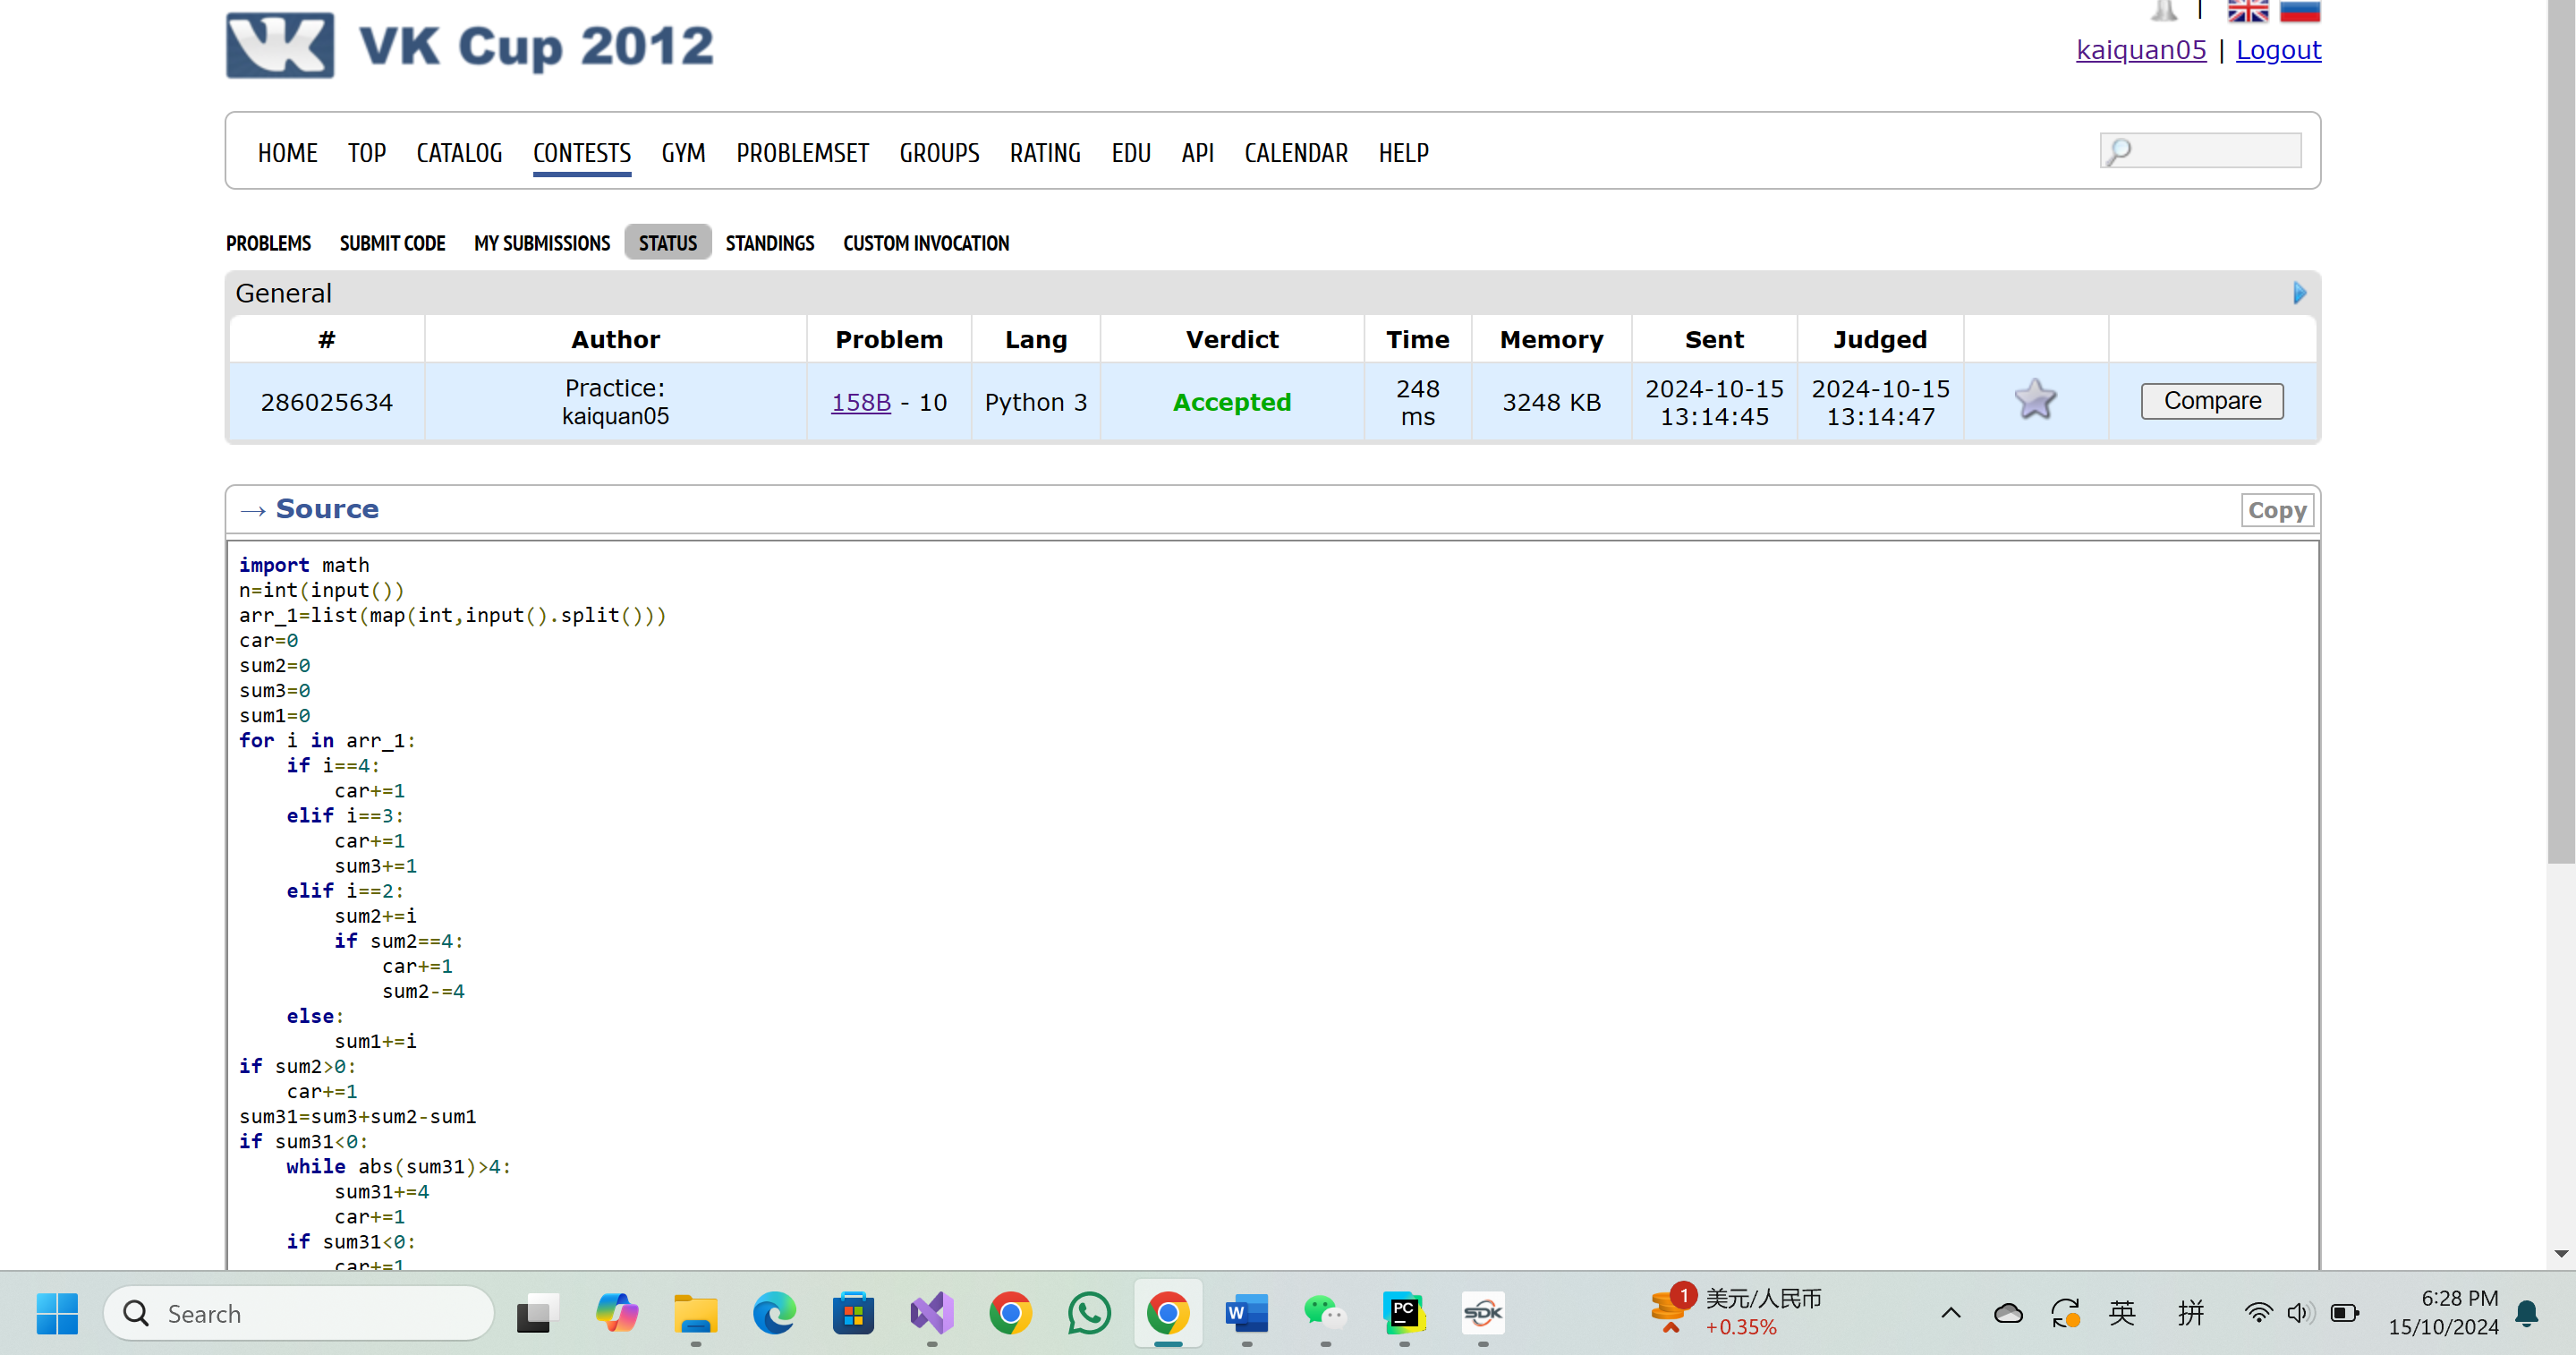 VK Cup 2012
|
kaiquan05 | Logout
HOME TOP CATALOG CONTESTS GYM PROBLEMSET GROUPS RATING EDU API CALENDAR HELP
PROBLEMS SUBMIT CODE MY SUBMISSIONS STATUS STANDINGS CUSTOM INVOCATION
General
# Author Problem Lang Verdict Time Memory Sent Judged
286025634 Practice: kaiquan05 158B - 10 Python 3 Accepted 248 ms 3248 KB 2024-10-15 13:14:45 2024-10-15 13:14:47 Compare
→ Source
Copy
import math
n=int(input())
arr_1=list(map(int,input().split()))
car=0
sum2=0
sum3=0
sum1=0
for i in arr_1:
    if i==4:
        car+=1
    elif i==3:
        car+=1
        sum3+=1
    elif i==2:
        sum2+=i
        if sum2==4:
            car+=1
            sum2-=4
    else:
        sum1+=i
if sum2>0:
    car+=1
sum31=sum3+sum2-sum1
if sum31<0:
    while abs(sum31)>4:
        sum31+=4
        car+=1
    if sum31<0:
        car+=1
Search
W
PC
SDK
1
美元/人民币
+0.35%
英
拼
6:28 PM
15/10/2024